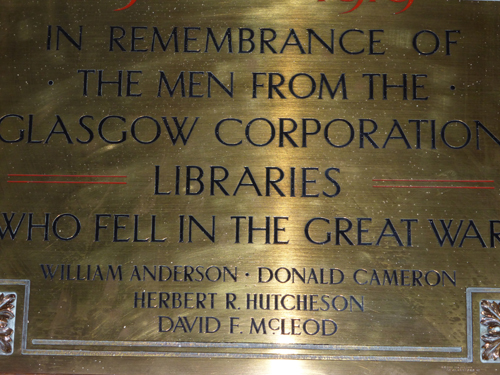 1919
IN REMEMBRANCE OF
· THE MEN FROM THE ·
GLASGOW CORPORATION
LIBRARIES
WHO FELL IN THE GREAT WAR
WILLIAM ANDERSON · DONALD CAMERON
HERBERT R. HUTCHESON
DAVID F. McLEOD